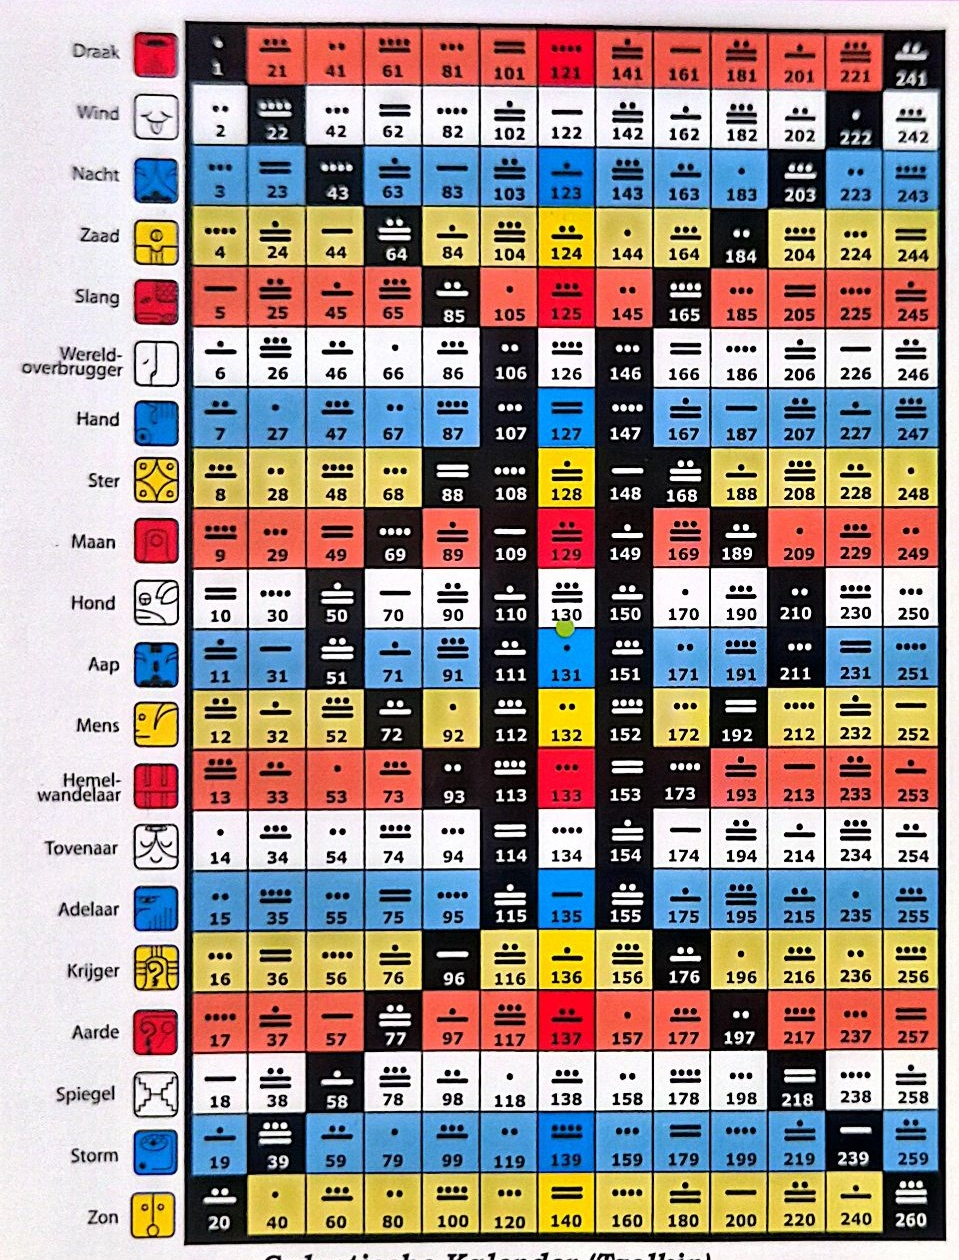 Draak 1 21 41 61 81 101 121 141 161 181 201 221 241
Wind 2 22 42 62 82 102 122 142 162 182 202 222 242
Nacht 3 23 43 63 83 103 123 143 163 183 203 223 243
Zaad 4 24 44 64 84 104 124 144 164 184 204 224 244
Slang 5 25 45 65 85 105 125 145 165 185 205 225 245
Wereld-
overbrugger 6 26 46 66 86 106 126 146 166 186 206 226 246
Hand 7 27 47 67 87 107 127 147 167 187 207 227 247
Ster 8 28 48 68 88 108 128 148 168 188 208 228 248
Maan 9 29 49 69 89 109 129 149 169 189 209 229 249
Hond 10 30 50 70 90 110 130 150 170 190 210 230 250
Aap 11 31 51 71 91 111 131 151 171 191 211 231 251
Mens 12 32 52 72 92 112 132 152 172 192 212 232 252
Hemel-
wandelaar 13 33 53 73 93 113 133 153 173 193 213 233 253
Tovenaar 14 34 54 74 94 114 134 154 174 194 214 234 254
Adelaar 15 35 55 75 95 115 135 155 175 195 215 235 255
Krijger 16 36 56 76 96 116 136 156 176 196 216 236 256
Aarde 17 37 57 77 97 117 137 157 177 197 217 237 257
Spiegel 18 38 58 78 98 118 138 158 178 198 218 238 258
Storm 19 39 59 79 99 119 139 159 179 199 219 239 259
Zon 20 40 60 80 100 120 140 160 180 200 220 240 260
Kalender (Tzolkin)